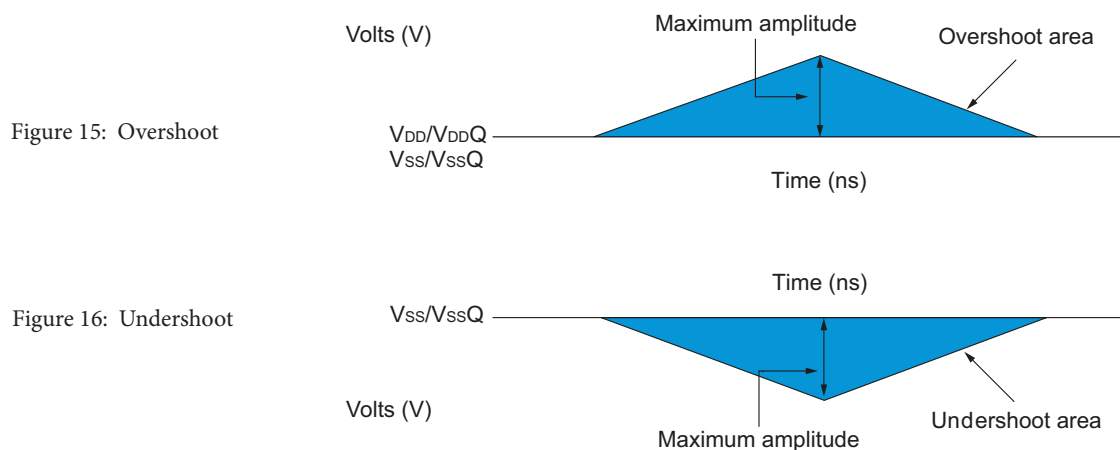 Maximum amplitude
Volts (V)
Overshoot area
Figure 15: Overshoot
VDD/VDDQ
VSS/VSSQ
Time (ns)
Time (ns)
Figure 16: Undershoot
VSS/VSSQ
Volts (V)
Undershoot area
Maximum amplitude